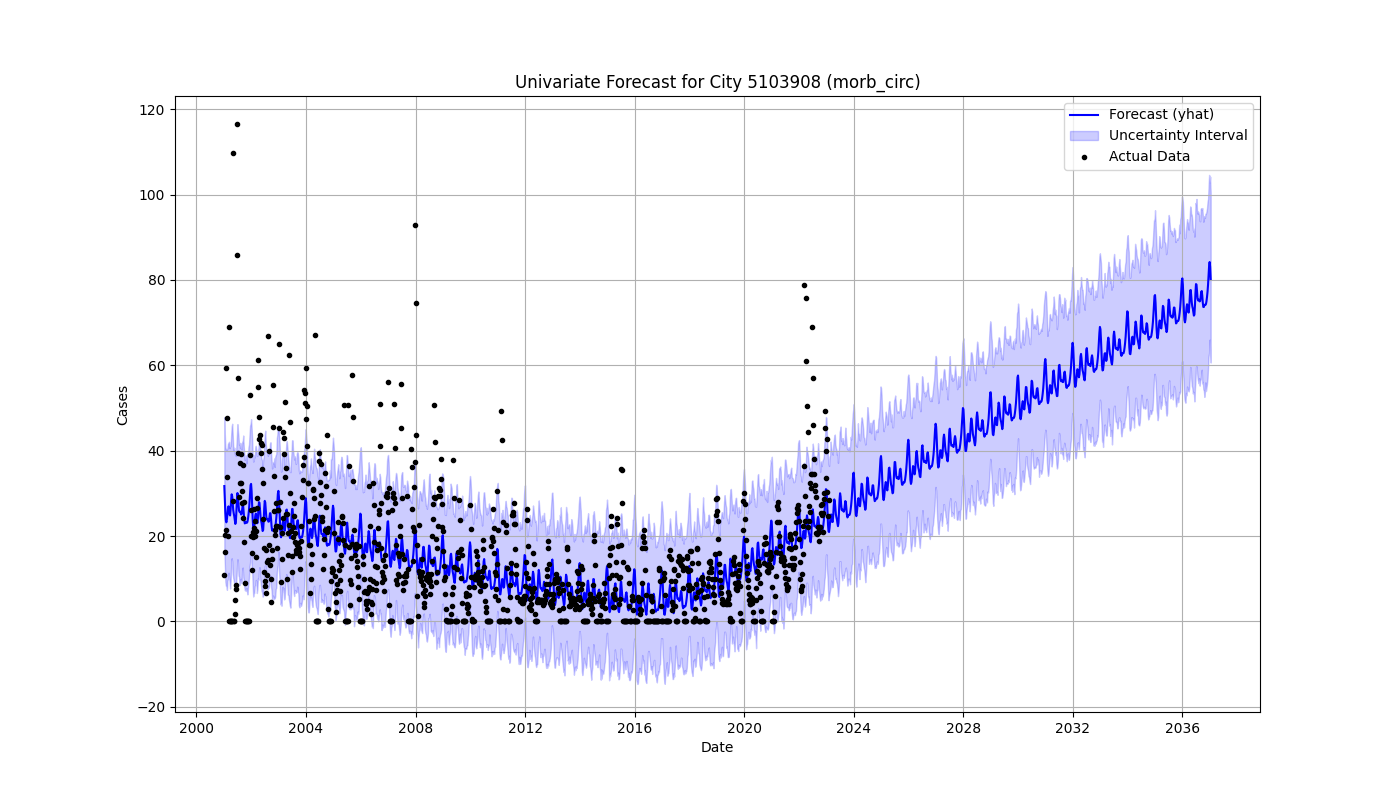 Univariate Forecast for City 5103908 (morb_circ)
Forecast (yhat)
Uncertainty Interval
Actual Data
Cases
120
100
80
60
40
20
0
−20
2000 2004 2008 2012 2016 2020 2024 2028 2032 2036
Date